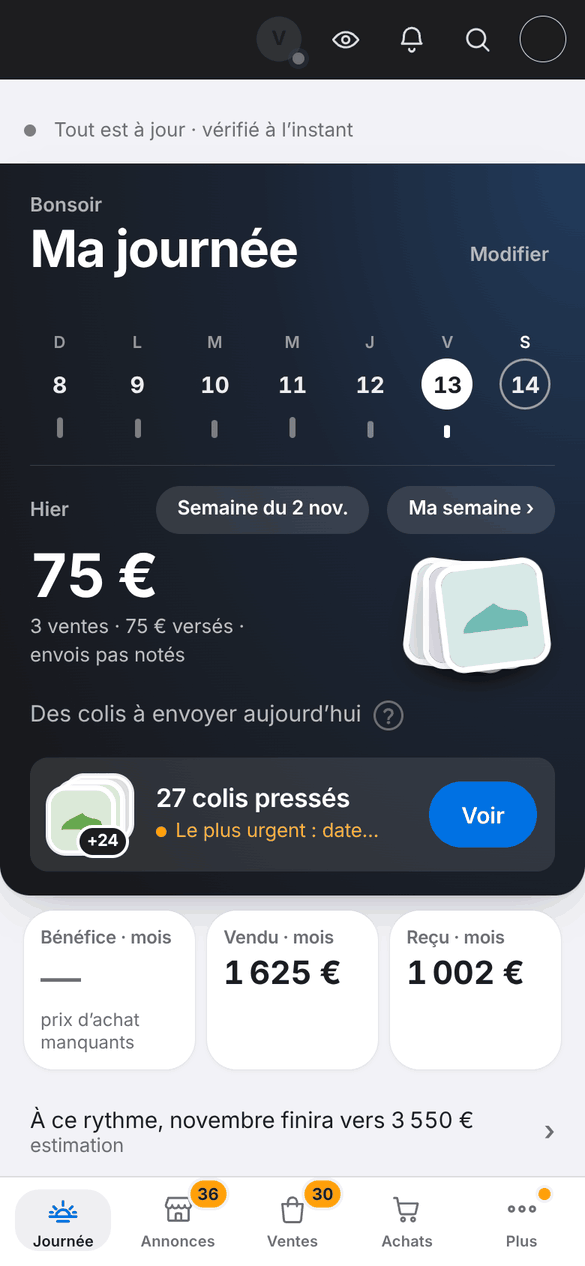 V
Tout est à jour · vérifié à l’instant
Bonsoir
Ma journée
Modifier
D L M M J V S
8 9 10 11 12 13 14
Hier
Semaine du 2 nov.
Ma semaine ›
75 €
3 ventes · 75 € versés ·
envois pas notés
Des colis à envoyer aujourd’hui ?
27 colis pressés
Le plus urgent : date...
+24
Voir
Bénéfice · mois
—
prix d’achat
manquants
Vendu · mois
1 625 €
Reçu · mois
1 002 €
À ce rythme, novembre finira vers 3 550 €
estimation
›
36
30
Journée
Annonces
Ventes
Achats
Plus